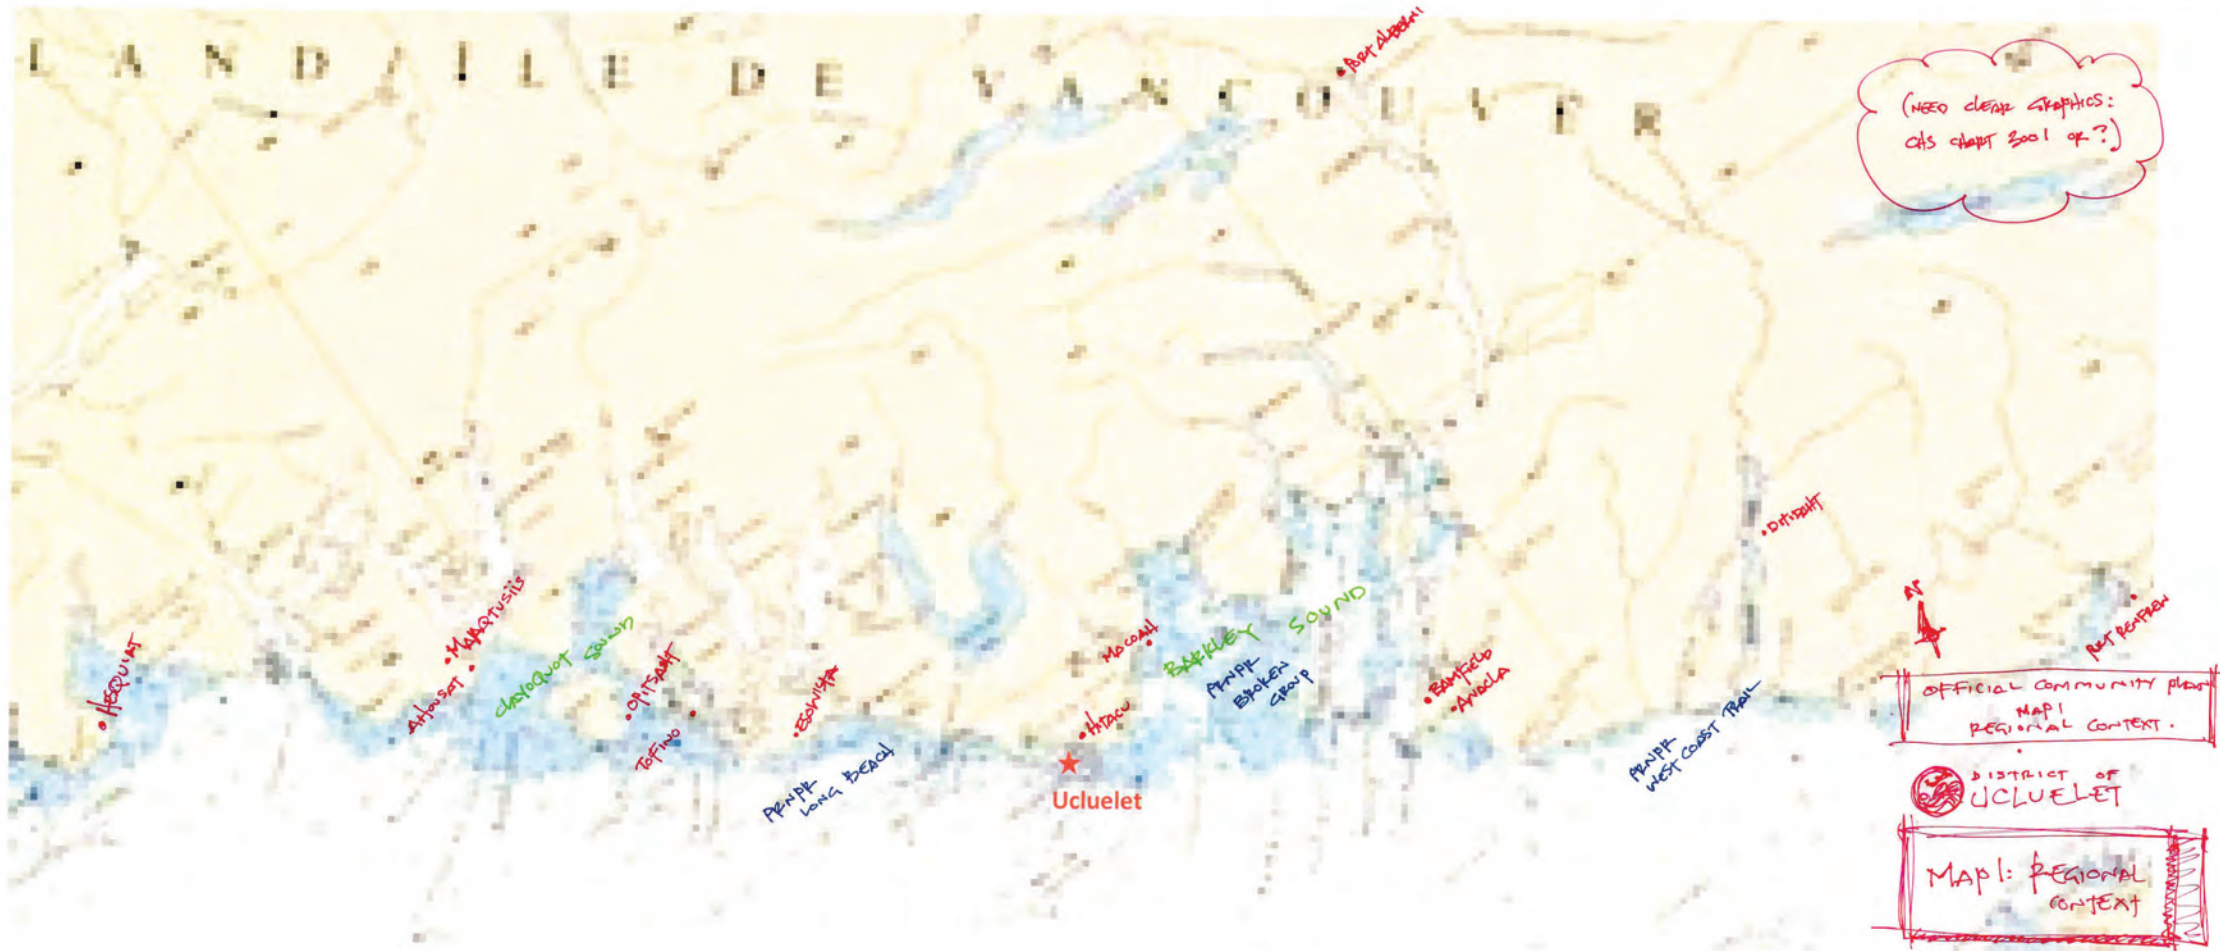 L A N D / I L E   D E   V A N C O U V E R
PORT ALBERNI
(NEED CLEAR GRAPHICS:
CHS CHART 3001 OR ?)
DITIDAHT
N
PORT RENFREW
HESQUIAT
MAAQTUSIIS
AHOUSAT
CLAYOQUOT SOUND
OPITSAHT
TOFINO
ESOWISTA
PRNPR
LONG BEACH
HITACU
Ucluelet
MACOAH
BARKLEY SOUND
PRNPR
BROKEN
GROUP
BAMFIELD
ANACLA
PRNPR
WEST COAST TRAIL
OFFICIAL COMMUNITY PLAN
MAP 1
REGIONAL CONTEXT.
DISTRICT OF
UCLUELET
MAP 1: REGIONAL
CONTEXT